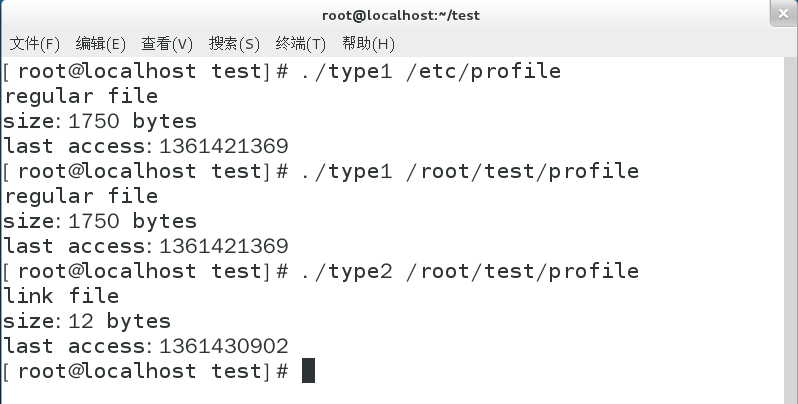 root@localhost:~/test
文件(F) 编辑(E) 查看(V) 搜索(S) 终端(T) 帮助(H)
[root@localhost test]# ./type1 /etc/profile
regular file
size: 1750 bytes
last access: 1361421369
[root@localhost test]# ./type1 /root/test/profile
regular file
size: 1750 bytes
last access: 1361421369
[root@localhost test]# ./type2 /root/test/profile
link file
size: 12 bytes
last access: 1361430902
[root@localhost test]#